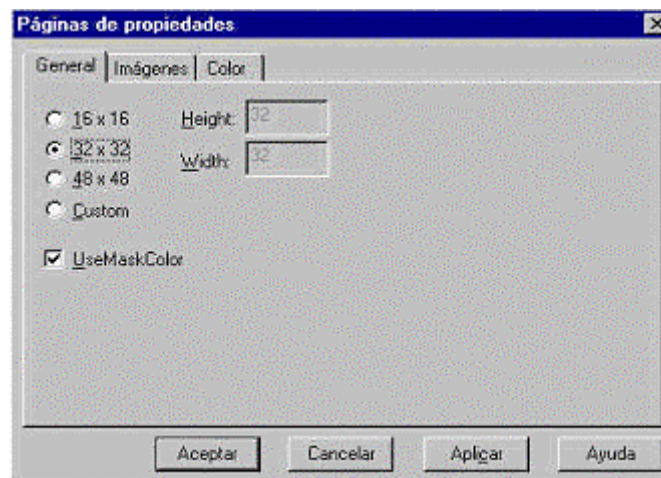 Páginas de propiedades
General Imágenes Color
16 x 16
32 x 32
48 x 48
Custom
Height: 32
Width: 32
UseMaskColor
Aceptar Cancelar Aplicar Ayuda